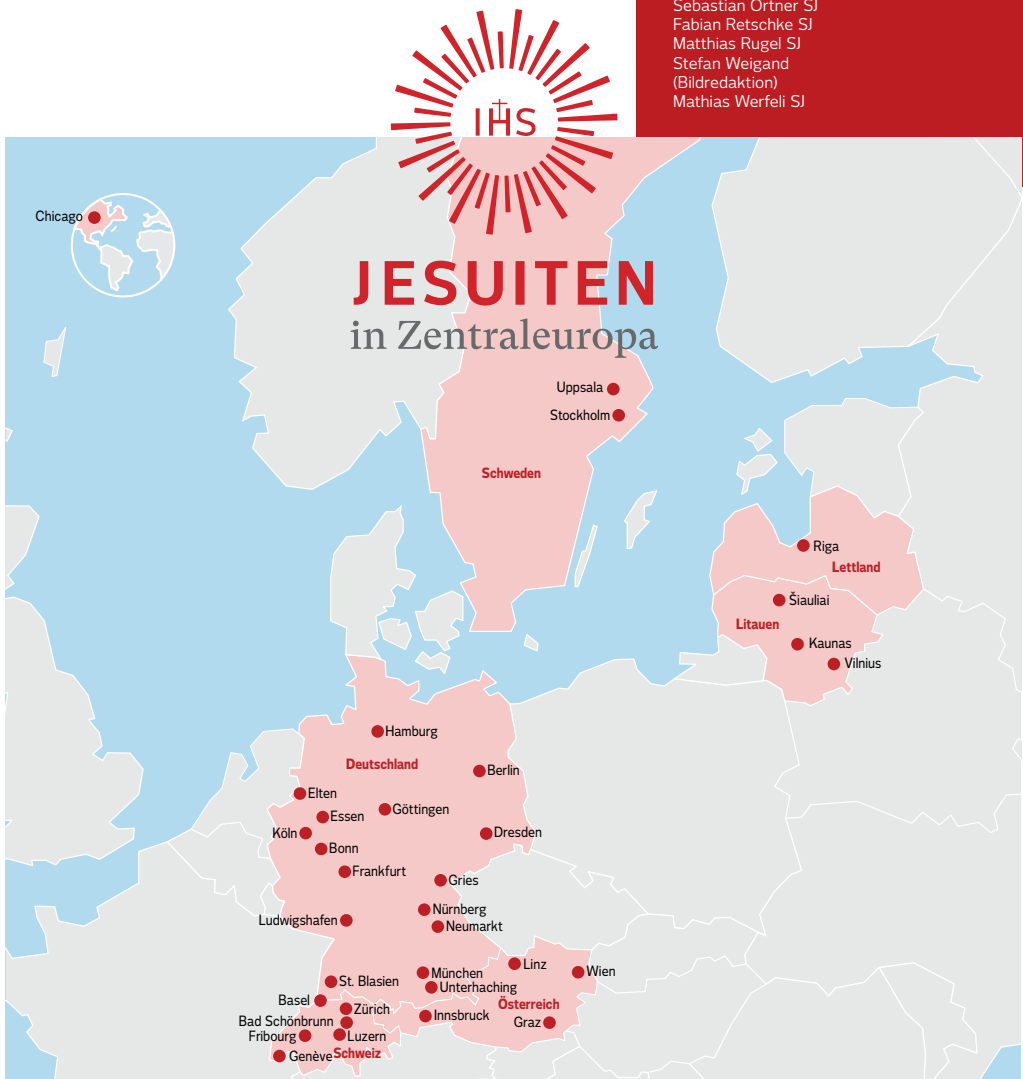 Sebastian Ortner SJ
Fabian Retschke SJ
Matthias Rugel SJ
Stefan Weigand
(Bildredaktion)
Mathias Werfeli SJ
IHS
Chicago
JESUITEN
in Zentraleuropa
Uppsala
Stockholm
Schweden
Riga
Lettland
Šiauliai
Litauen
Kaunas
Vilnius
Hamburg
Deutschland
Berlin
Elten
Göttingen
Essen
Köln
Dresden
Bonn
Frankfurt
Gries
Nürnberg
Ludwigshafen
Neumarkt
Linz
Wien
München
St. Blasien
Unterhaching
Basel
Österreich
Zürich
Innsbruck
Bad Schönbrunn
Graz
Fribourg
Luzern
Schweiz
Genève